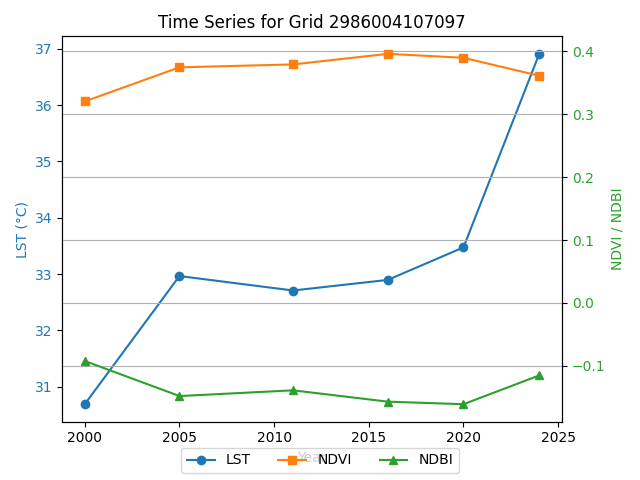 Time Series for Grid 2986004107097
37
36
35
34
33
32
31
LST (°C)
0.4
0.3
0.2
0.1
0.0
−0.1
NDVI / NDBI
2000
2005
2010
2015
2020
2025
Year
LST
NDVI
NDBI